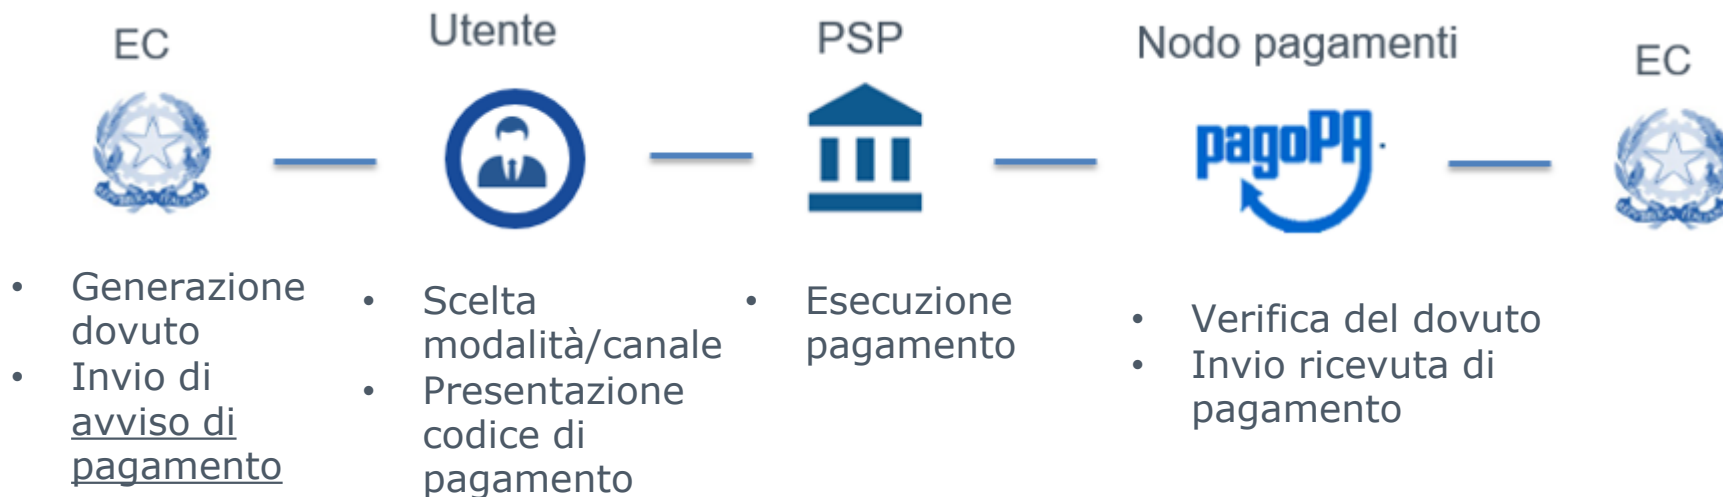 EC
Utente
PSP
Nodo pagamenti
EC
pagoPA.
• Generazione
dovuto
• Invio di
avviso di
pagamento
• Scelta
modalità/canale
• Presentazione
codice di
pagamento
• Esecuzione
pagamento
• Verifica del dovuto
• Invio ricevuta di
pagamento